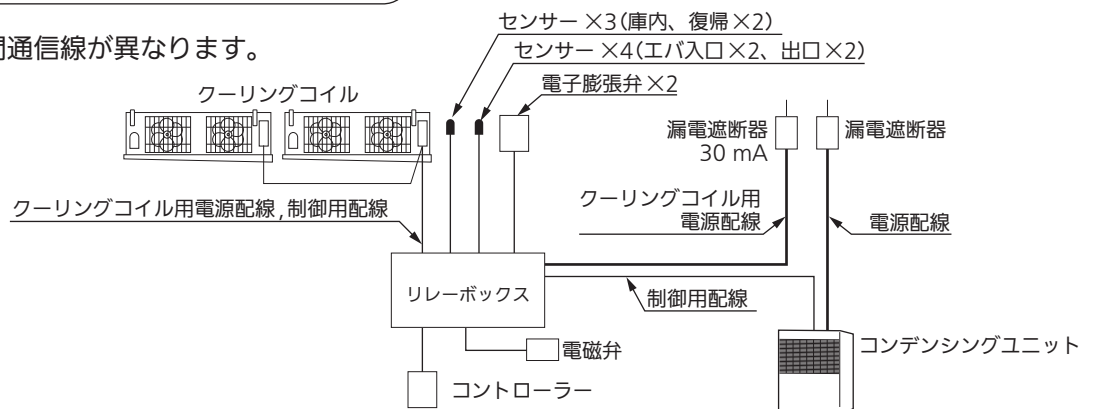 間通信線が異なります。
センサー ×3(庫内、復帰×2)
センサー ×4(エバ入口×2、出口×2)
電子膨張弁×2
クーリングコイル
漏電遮断器
30 mA
漏電遮断器
クーリングコイル用電源配線,制御用配線
クーリングコイル用
電源配線
電源配線
リレーボックス
制御用配線
電磁弁
コンデンシングユニット
コントローラー